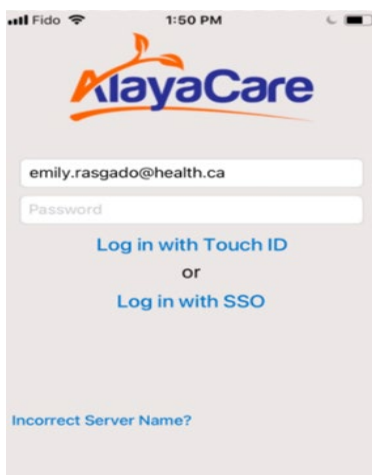 Fido 1:50 PM
AlayaCare
emily.rasgado@health.ca
Password
Log in with Touch ID
or
Log in with SSO
Incorrect Server Name?